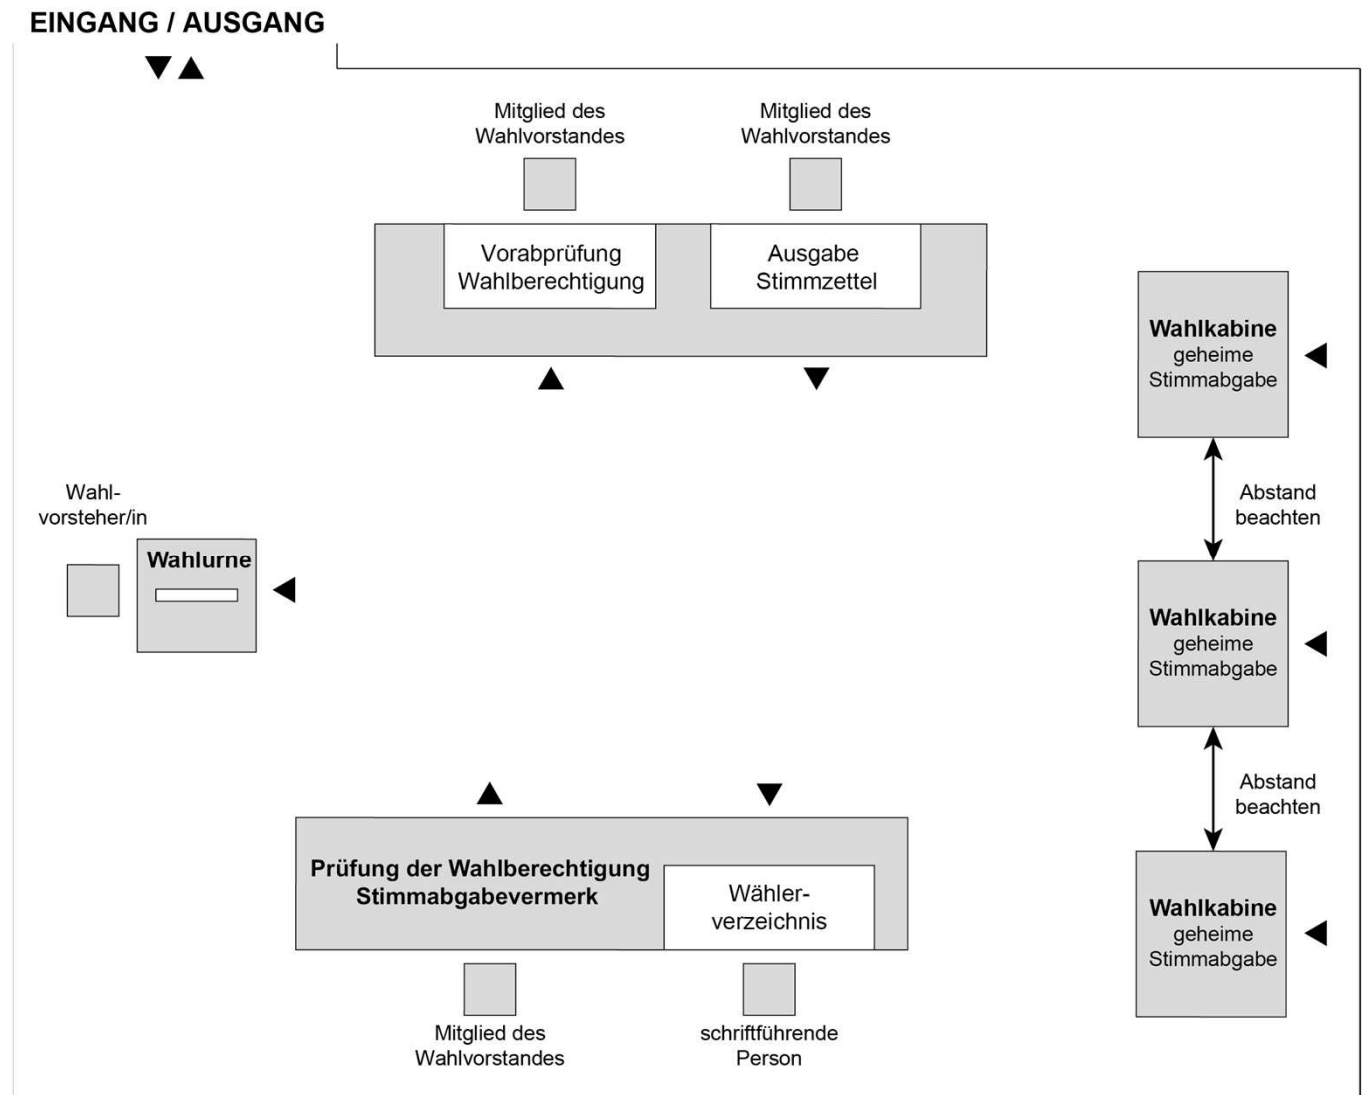 EINGANG / AUSGANG
Mitglied des
Wahlvorstandes
Mitglied des
Wahlvorstandes
Vorabprüfung
Wahlberechtigung
Ausgabe
Stimmzettel
Wahlkabine
geheime
Stimmabgabe
Abstand
beachten
Wahl-
vorsteher/in
Wahlurne
Wahlkabine
geheime
Stimmabgabe
Abstand
beachten
Prüfung der Wahlberechtigung
Stimmabgabevermerk
Wähler-
verzeichnis
Wahlkabine
geheime
Stimmabgabe
Mitglied des
Wahlvorstandes
schriftführende
Person